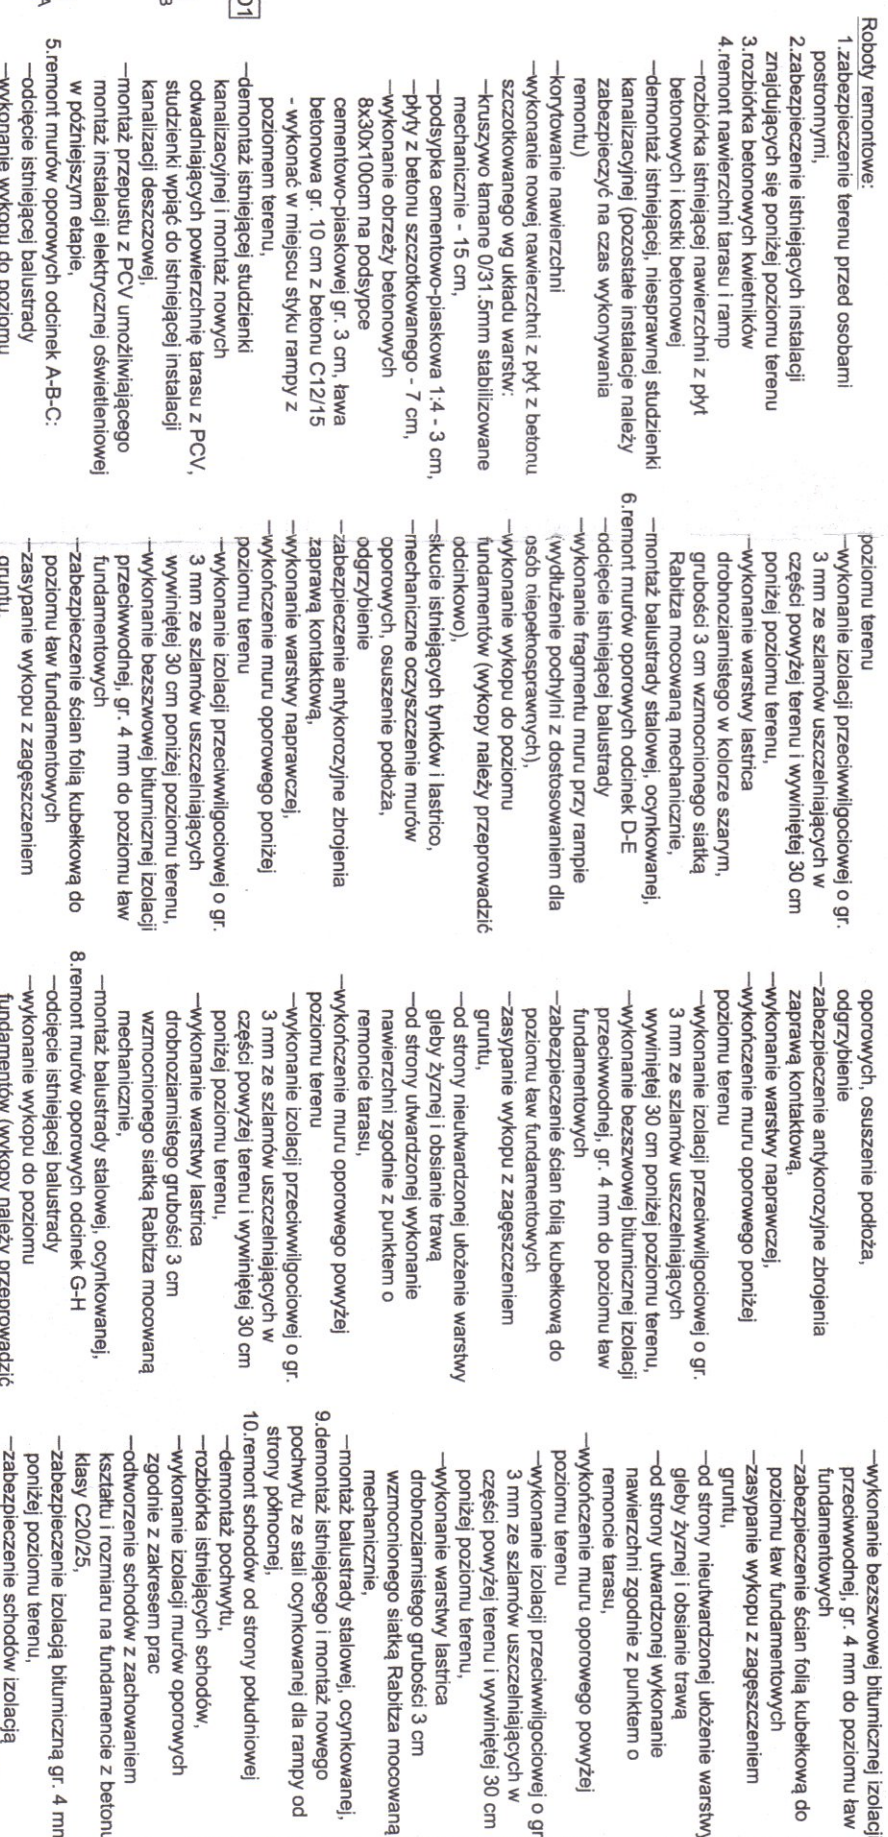 Roboty remontowe:
1.zabezpieczenie terenu przed osobami
postronnymi,
2.zabezpieczenie istniejących instalacji
znajdujących się poniżej poziomu terenu
3.rozbiórka betonowych kwietników
4.remont nawierzchni tarasu i ramp
—rozbiórka istniejącej nawierzchni z płyt
betonowych i kostki betonowej
—demontaż istniejącej, niesprawnej studzienki
kanalizacyjnej (pozostałe instalacje należy
zabezpieczyć na czas wykonywania
remontu)
—korytowanie nawierzchni
—wykonanie nowej nawierzchni z płyt z betonu
szczotkowanego wg układu warstw:
—kruszywo łamane 0/31.5mm stabilizowane
mechanicznie - 15 cm,
—podsypka cementowo-piaskowa 1:4 - 3 cm,
—płyty z betonu szczotkowanego - 7 cm,
—wykonanie obrzeży betonowych
8x30x100cm na podsypce
cementowo-piaskowej gr. 3 cm, ława
betonowa gr. 10 cm z betonu C12/15
- wykonać w miejscu styku rampy z
poziomem terenu,
—demontaż istniejącej studzienki
kanalizacyjnej i montaż nowych
odwadniających powierzchnię tarasu z PCV,
studzienki wpiąć do istniejącej instalacji
kanalizacji deszczowej,
—montaż przepustu z PCV umożliwiającego
montaż instalacji elektrycznej oświetleniowej
w późniejszym etapie,
5.remont murów oporowych odcinek A-B-C:
—odcięcie istniejącej balustrady
—wykonanie wykopu do poziomu
poziomu terenu
—wykonanie izolacji przeciwwilgociowej o gr.
3 mm ze szlamów uszczelniających w
części powyżej terenu i wywiniętej 30 cm
poniżej poziomu terenu,
—wykonanie warstwy lastrica
drobnoziarnistego w kolorze szarym,
grubości 3 cm wzmocnionego siatką
Rabitza mocowaną mechanicznie,
—montaż balustrady stalowej, ocynkowanej,
6.remont murów oporowych odcinek D-E
—odcięcie istniejącej balustrady
—wykonanie fragmentu muru przy rampie
(wydłużenie pochylni z dostosowaniem dla
osób niepełnosprawnych),
—wykonanie wykopu do poziomu
fundamentów (wykopy należy przeprowadzić
odcinkowo),
—skucie istniejących tynków i lastrico,
—mechaniczne oczyszczenie murów
oporowych, osuszenie podłoża,
odgrzybienie
—zabezpieczenie antykorozyjne zbrojenia
zaprawą kontaktową,
—wykonanie warstwy naprawczej,
—wykończenie muru oporowego poniżej
poziomu terenu
—wykonanie izolacji przeciwwilgociowej o gr.
3 mm ze szlamów uszczelniających
wywiniętej 30 cm poniżej poziomu terenu,
—wykonanie bezszwowej bitumicznej izolacji
przeciwwodnej, gr. 4 mm do poziomu ław
fundamentowych
—zabezpieczenie ścian folią kubełkową do
poziomu ław fundamentowych
—zasypanie wykopu z zagęszczeniem
gruntu,
oporowych, osuszenie podłoża,
odgrzybienie
—zabezpieczenie antykorozyjne zbrojenia
zaprawą kontaktową,
—wykonanie warstwy naprawczej,
—wykończenie muru oporowego poniżej
poziomu terenu
—wykonanie izolacji przeciwwilgociowej o gr.
3 mm ze szlamów uszczelniających
wywiniętej 30 cm poniżej poziomu terenu,
—wykonanie bezszwowej bitumicznej izolacji
przeciwwodnej, gr. 4 mm do poziomu ław
fundamentowych
—zabezpieczenie ścian folią kubełkową do
poziomu ław fundamentowych
—zasypanie wykopu z zagęszczeniem
gruntu,
—od strony nieutwardzonej ułożenie warstwy
gleby żyznej i obsianie trawą
—od strony utwardzonej wykonanie
nawierzchni zgodnie z punktem o
remoncie tarasu,
—wykończenie muru oporowego powyżej
poziomu terenu
—wykonanie izolacji przeciwwilgociowej o gr.
3 mm ze szlamów uszczelniających w
części powyżej terenu i wywiniętej 30 cm
poniżej poziomu terenu,
—wykonanie warstwy lastrica
drobnoziarnistego grubości 3 cm
wzmocnionego siatką Rabitza mocowaną
mechanicznie,
—montaż balustrady stalowej, ocynkowanej,
8.remont murów oporowych odcinek G-H
—odcięcie istniejącej balustrady
—wykonanie wykopu do poziomu
fundamentów (wykopy należy przeprowadzić
—wykonanie bezszwowej bitumicznej izolacj
przeciwwodnej, gr. 4 mm do poziomu ław
fundamentowych
—zabezpieczenie ścian folią kubełkową do
poziomu ław fundamentowych
—zasypanie wykopu z zagęszczeniem
gruntu,
—od strony nieutwardzonej ułożenie warstwy
gleby żyznej i obsianie trawą
—od strony utwardzonej wykonanie
nawierzchni zgodnie z punktem o
remoncie tarasu,
—wykończenie muru oporowego powyżej
poziomu terenu
—wykonanie izolacji przeciwwilgociowej o gr
3 mm ze szlamów uszczelniających w
części powyżej terenu i wywiniętej 30 cm
poniżej poziomu terenu,
—wykonanie warstwy lastrica
drobnoziarnistego grubości 3 cm
wzmocnionego siatką Rabitza mocowaną
mechanicznie,
—montaż balustrady stalowej, ocynkowanej,
9.demontaż istniejącego i montaż nowego
pochwytu ze stali ocynkowanej dla rampy od
strony północnej,
10.remont schodów od strony południowej
—demontaż pochwytu,
—rozbiórka istniejących schodów,
—wykonanie izolacji murów oporowych
zgodnie z zakresem prac
—odtworzenie schodów z zachowaniem
kształtu i rozmiaru na fundamencie z betonu
klasy C20/25,
—zabezpieczenie izolacją bitumiczną gr. 4 mm
poniżej poziomu terenu,
—zabezpieczenie schodów izolacją